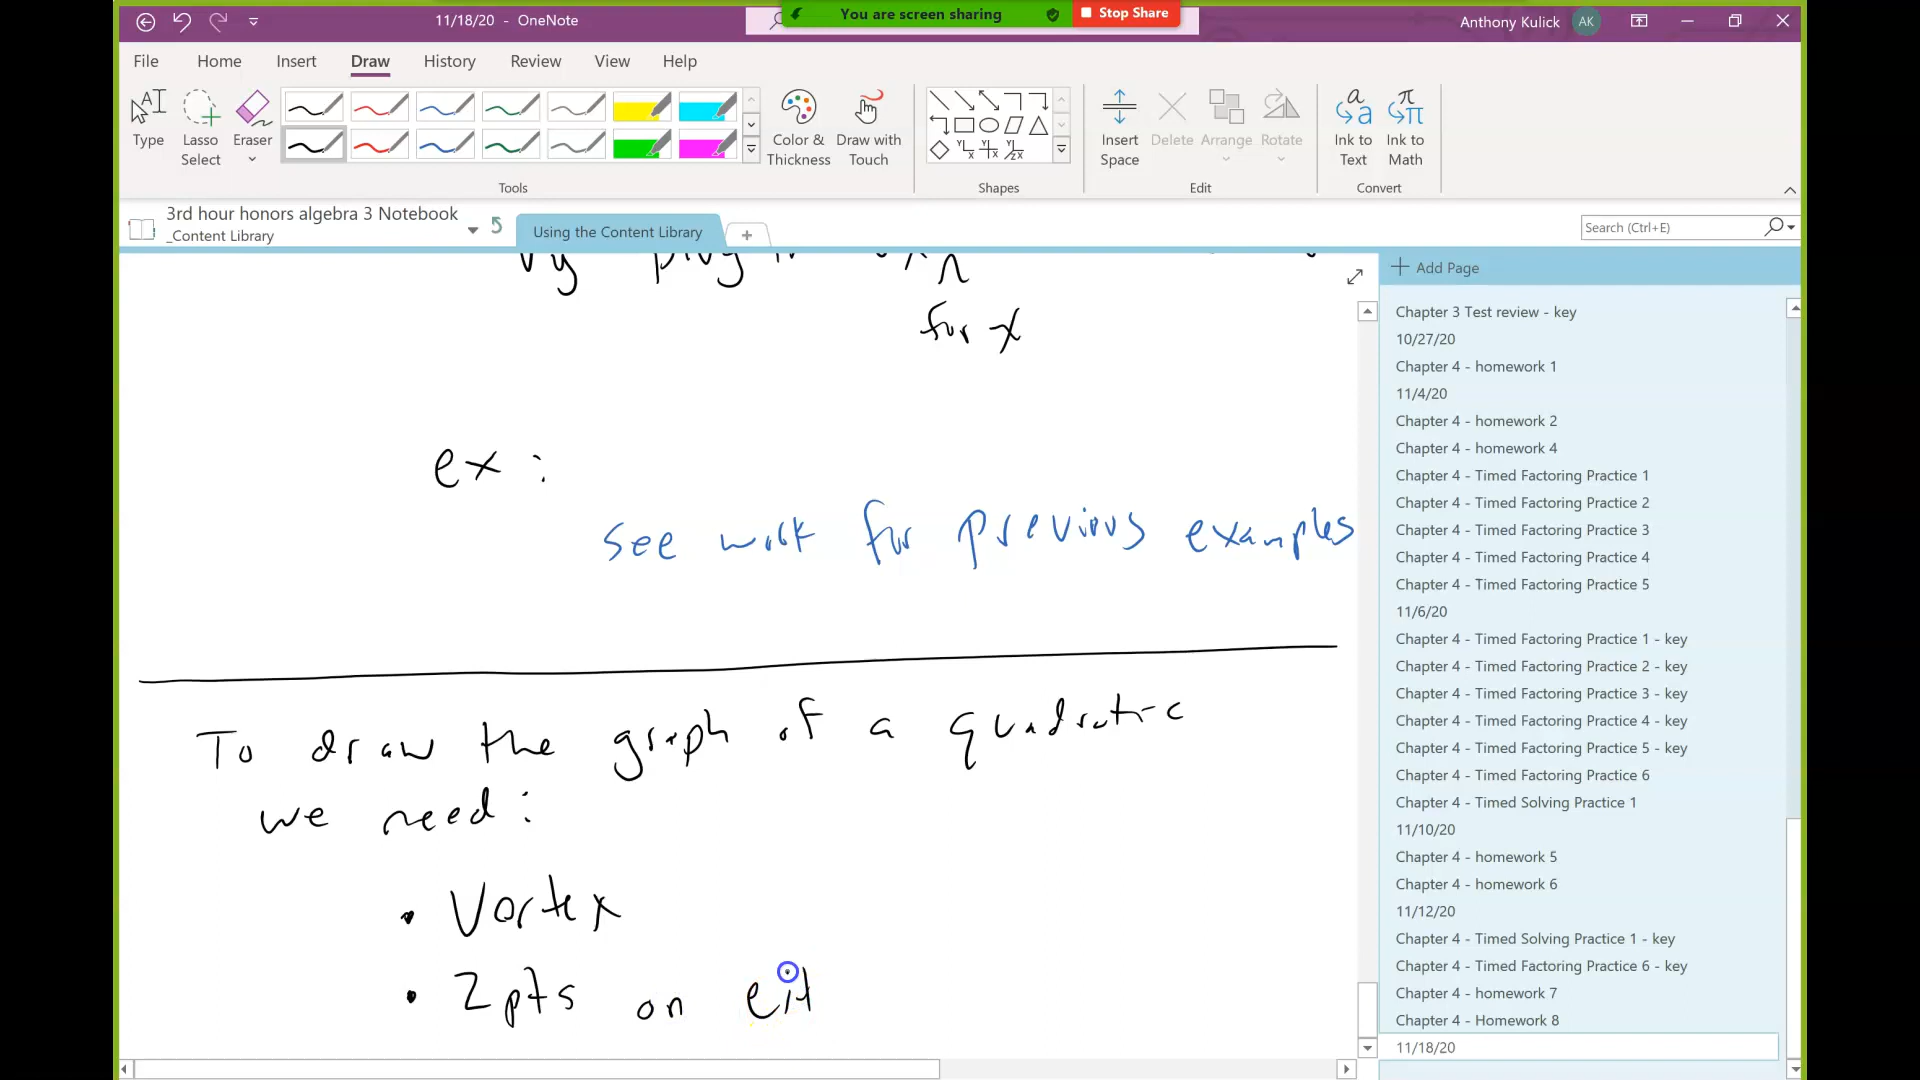 11/18/20 - OneNote
You are screen sharing
Stop Share
Anthony Kulick
AK
File Home Insert Draw History Review View Help
Type
Lasso Select
Eraser
Color & Thickness
Draw with Touch
Insert Space
Delete
Arrange
Rotate
Ink to Text
Ink to Math
Tools
Shapes
Edit
Convert
3rd hour honors algebra 3 Notebook
_Content Library
Using the Content Library
Search (Ctrl+E)
for x
ex :
see work for previous examples
To draw the graph of a quadratic
we need :
• Vertex
• 2pts on eit
Add Page
Chapter 3 Test review - key
10/27/20
Chapter 4 - homework 1
11/4/20
Chapter 4 - homework 2
Chapter 4 - homework 4
Chapter 4 - Timed Factoring Practice 1
Chapter 4 - Timed Factoring Practice 2
Chapter 4 - Timed Factoring Practice 3
Chapter 4 - Timed Factoring Practice 4
Chapter 4 - Timed Factoring Practice 5
11/6/20
Chapter 4 - Timed Factoring Practice 1 - key
Chapter 4 - Timed Factoring Practice 2 - key
Chapter 4 - Timed Factoring Practice 3 - key
Chapter 4 - Timed Factoring Practice 4 - key
Chapter 4 - Timed Factoring Practice 5 - key
Chapter 4 - Timed Factoring Practice 6
Chapter 4 - Timed Solving Practice 1
11/10/20
Chapter 4 - homework 5
Chapter 4 - homework 6
11/12/20
Chapter 4 - Timed Solving Practice 1 - key
Chapter 4 - Timed Factoring Practice 6 - key
Chapter 4 - homework 7
Chapter 4 - Homework 8
11/18/20